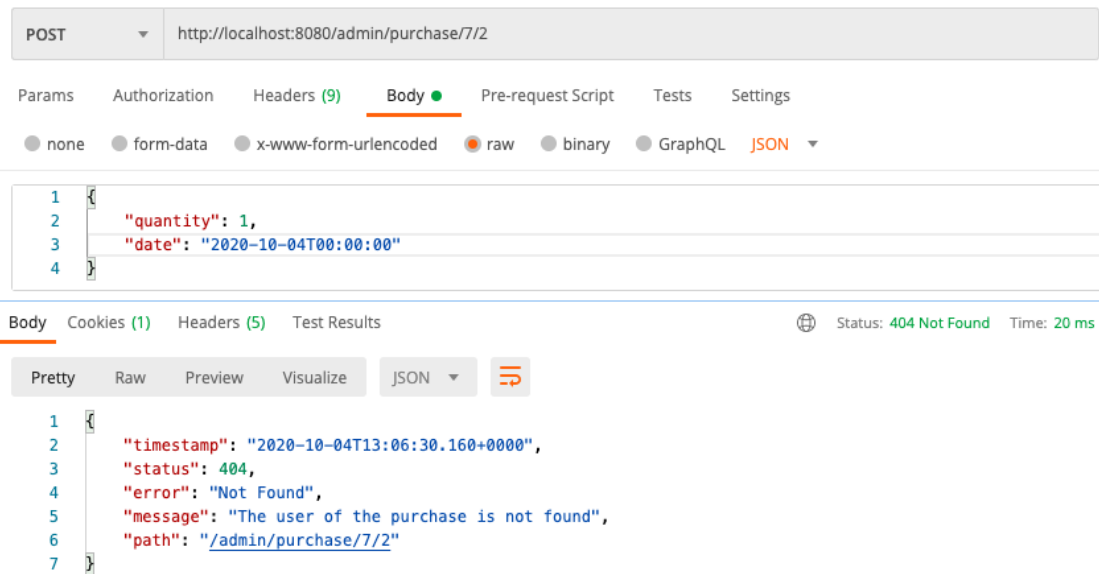 POST http://localhost:8080/admin/purchase/7/2
Params Authorization Headers (9) Body Pre-request Script Tests Settings
none form-data x-www-form-urlencoded raw binary GraphQL JSON
1 {
2 "quantity": 1,
3 "date": "2020-10-04T00:00:00"
4 }
Body Cookies (1) Headers (5) Test Results Status: 404 Not Found Time: 20 ms
Pretty Raw Preview Visualize JSON
1 {
2 "timestamp": "2020-10-04T13:06:30.160+0000",
3 "status": 404,
4 "error": "Not Found",
5 "message": "The user of the purchase is not found",
6 "path": "/admin/purchase/7/2"
7 }